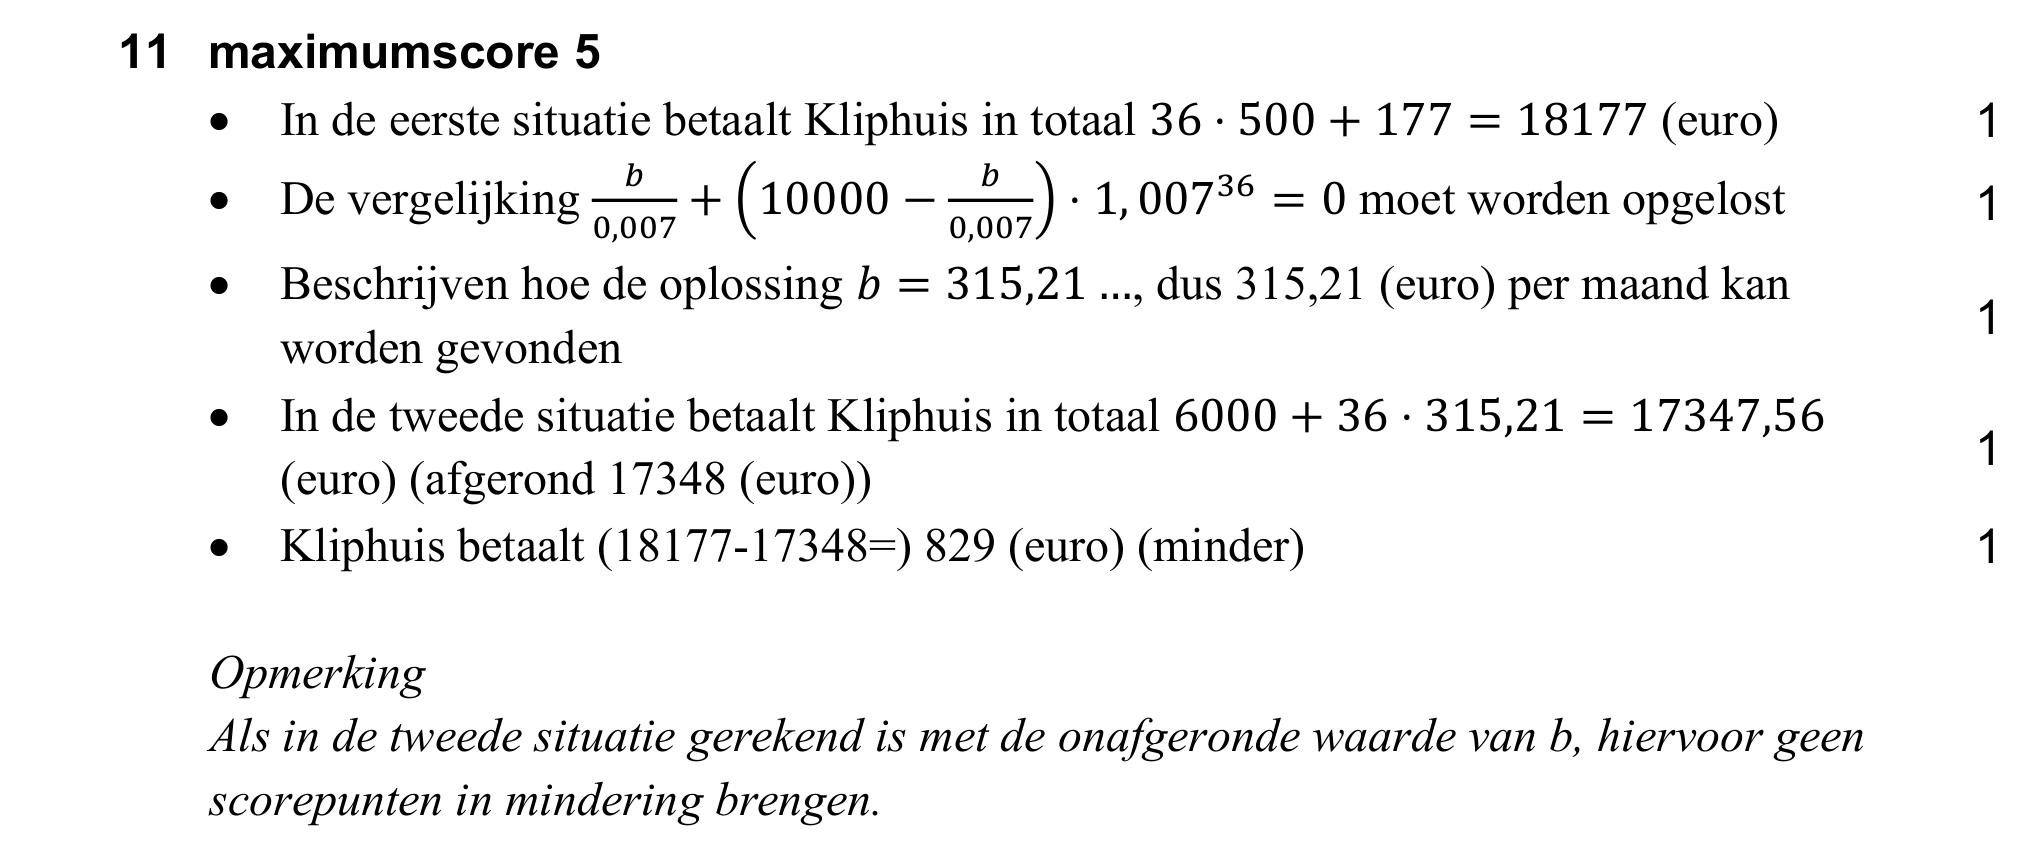 11 maximumscore 5
• In de eerste situatie betaalt Kliphuis in totaal 36 · 500 + 177 = 18177 (euro) 1
• De vergelijking b/0,007 + (10000 − b/0,007) · 1,007^36 = 0 moet worden opgelost 1
• Beschrijven hoe de oplossing b = 315,21 ..., dus 315,21 (euro) per maand kan
worden gevonden 1
• In de tweede situatie betaalt Kliphuis in totaal 6000 + 36 · 315,21 = 17347,56
(euro) (afgerond 17348 (euro)) 1
• Kliphuis betaalt (18177-17348=) 829 (euro) (minder) 1
Opmerking
Als in de tweede situatie gerekend is met de onafgeronde waarde van b, hiervoor geen
scorepunten in mindering brengen.